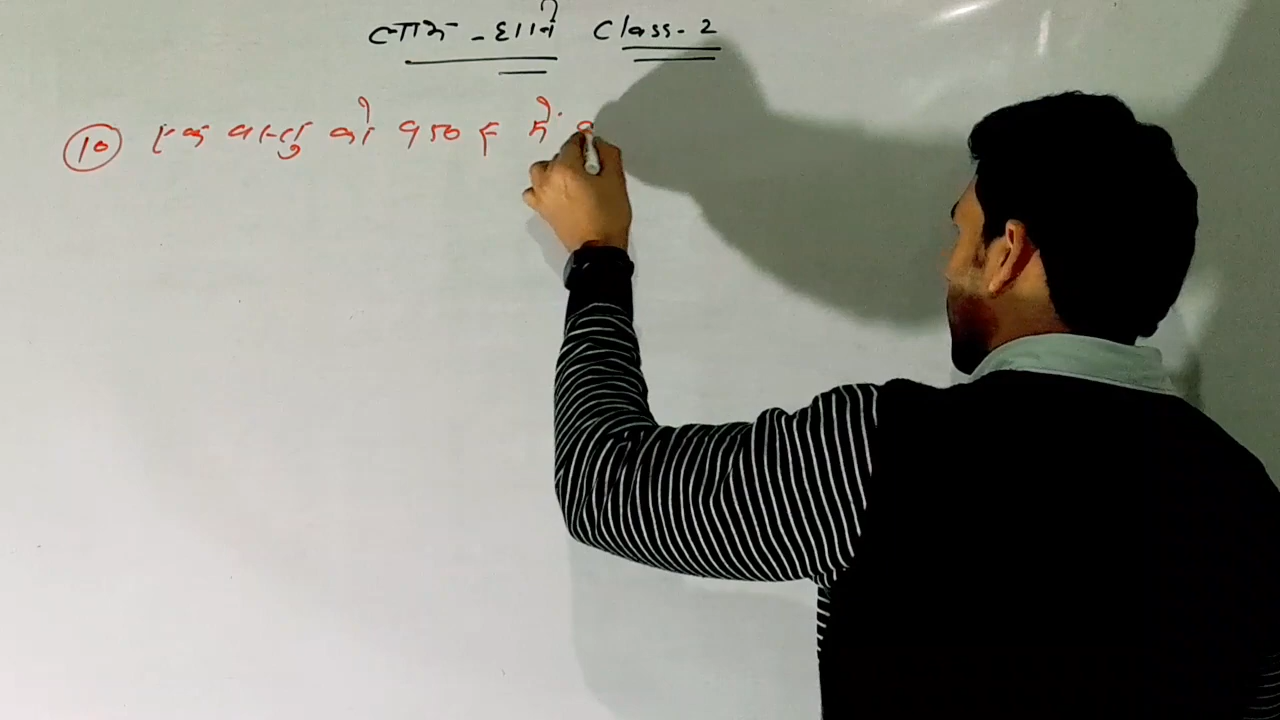 लाभ - हानि Class - 2
(10) एक वस्तु को 950 रु में